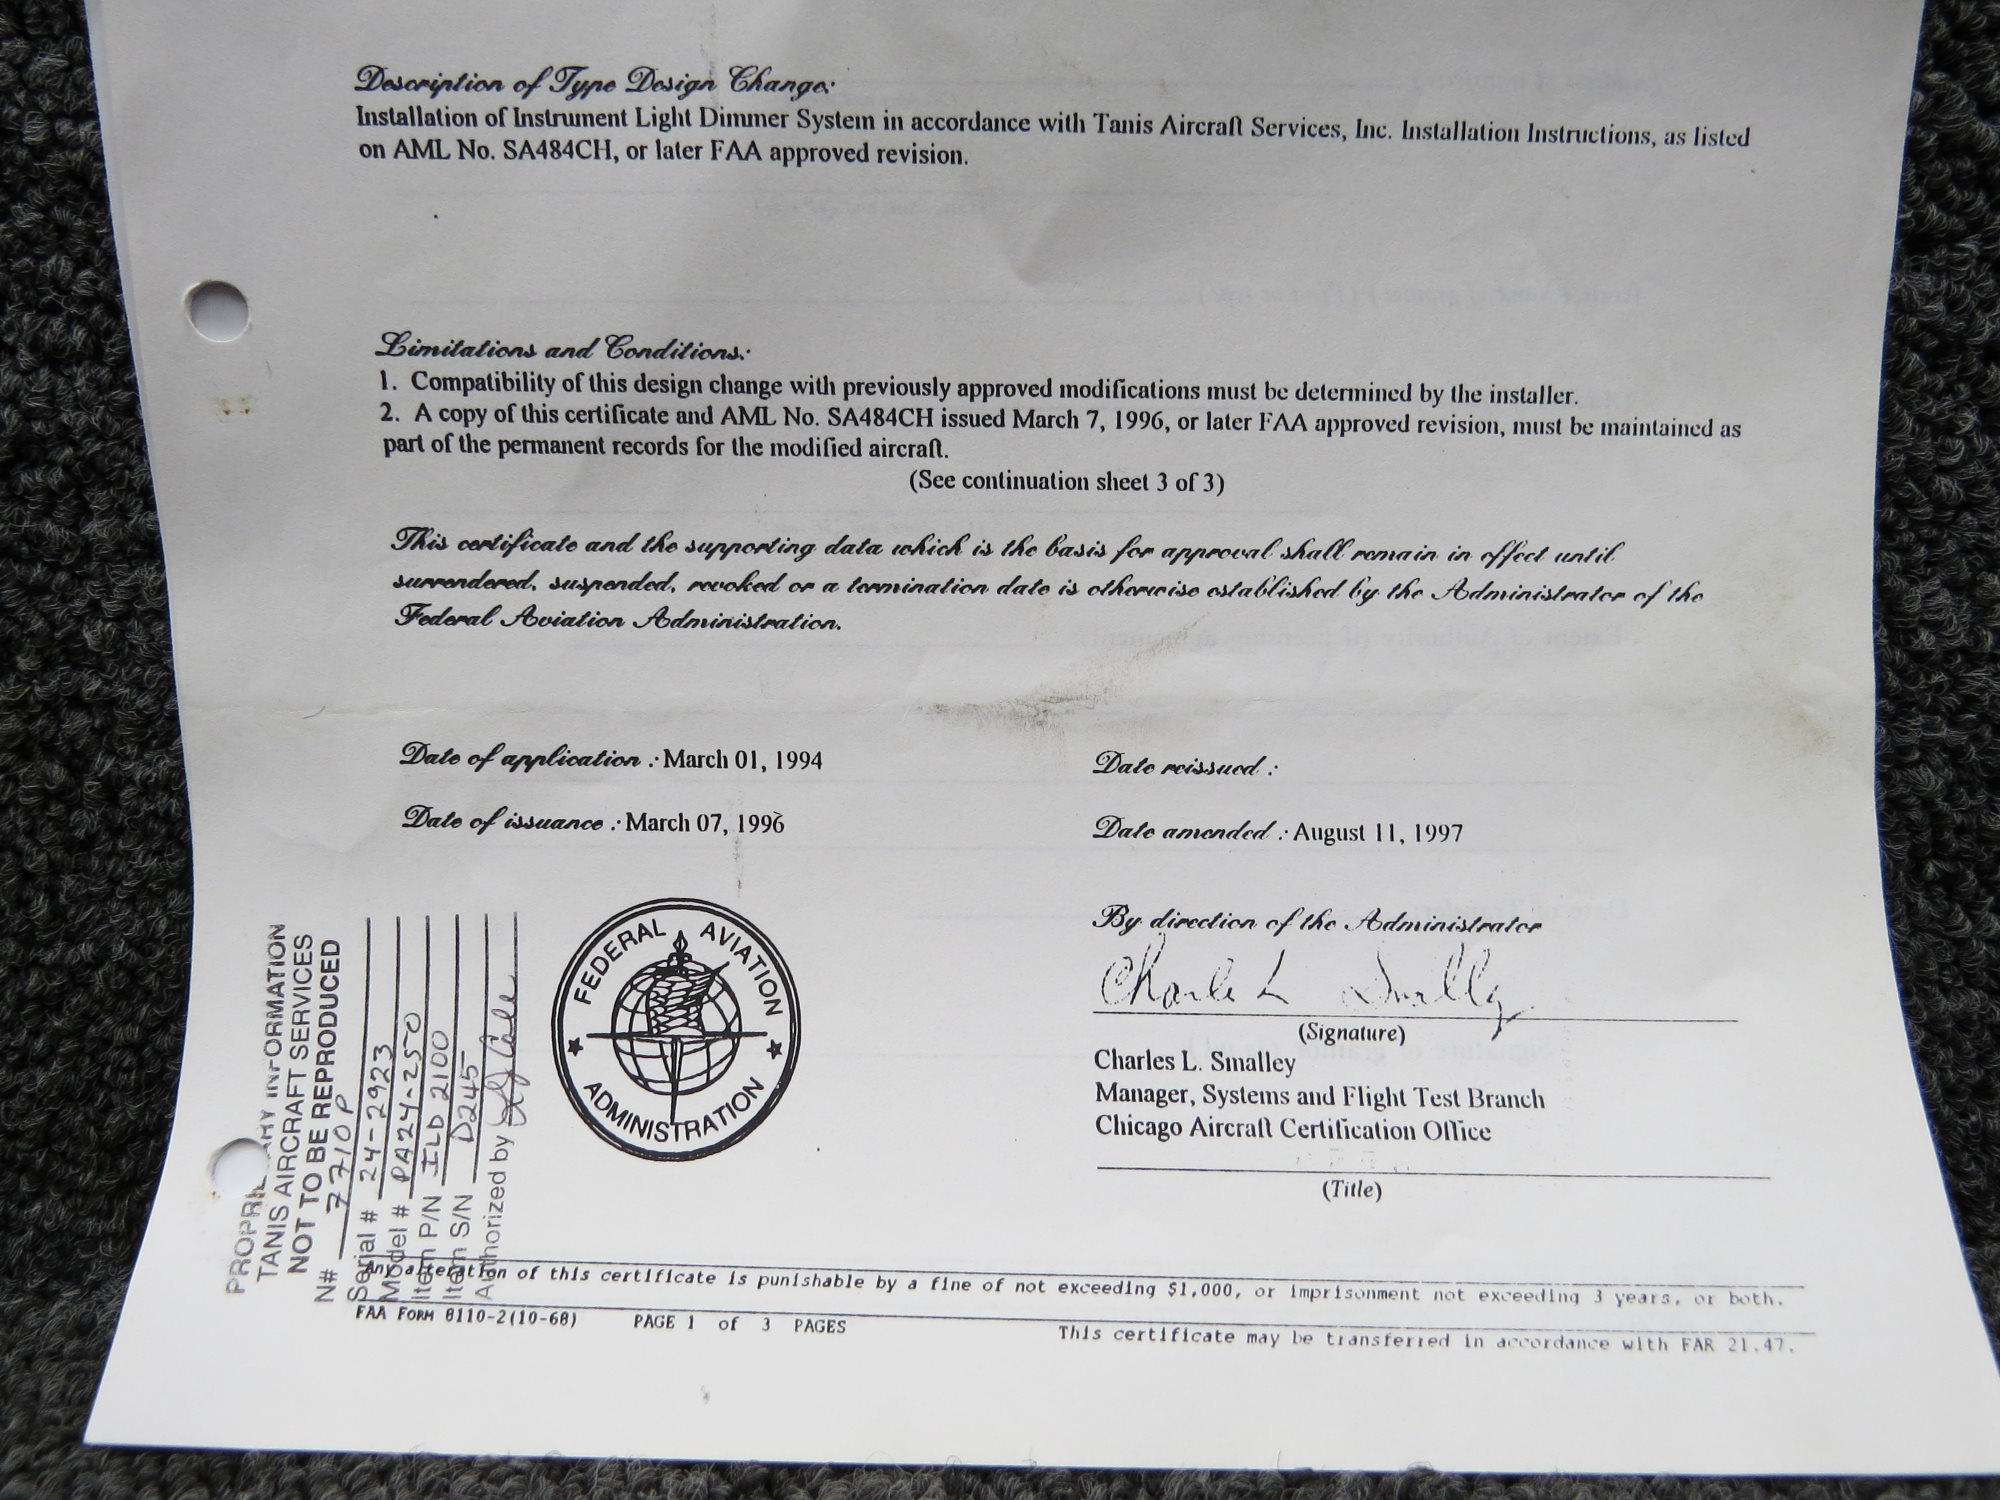 Description of Type Design Change:
Installation of Instrument Light Dimmer System in accordance with Tanis Aircraft Services, Inc. Installation Instructions, as listed
on AML No. SA484CH, or later FAA approved revision.
Limitations and Conditions:
1. Compatibility of this design change with previously approved modifications must be determined by the installer.
2. A copy of this certificate and AML No. SA484CH issued March 7, 1996, or later FAA approved revision, must be maintained as
part of the permanent records for the modified aircraft.
(See continuation sheet 3 of 3)
This certificate and the supporting data which is the basis for approval shall remain in effect until
surrendered, suspended, revoked or a termination date is otherwise established by the Administrator of the
Federal Aviation Administration.
Date of application : March 01, 1994
Date reissued :
Date of issuance : March 07, 1996
Date amended : August 11, 1997
By direction of the Administrator
Charles L Smalley
(Signature)
Charles L. Smalley
Manager, Systems and Flight Test Branch
Chicago Aircraft Certification Office
(Title)
FEDERAL AVIATION
ADMINISTRATION
PROPRIETARY INFORMATION
TANIS AIRCRAFT SERVICES
NOT TO BE REPRODUCED
N# 7710P
Serial # 24-2923
Model # PA24-250
Item P/N ILD 2100
Item S/N D245
Authorized by
Any alteration of this certificate is punishable by a fine of not exceeding $1,000, or imprisonment not exceeding 3 years, or both.
FAA FORM 8110-2(10-68) PAGE 1 of 3 PAGES
This certificate may be transferred in accordance with FAR 21.47.